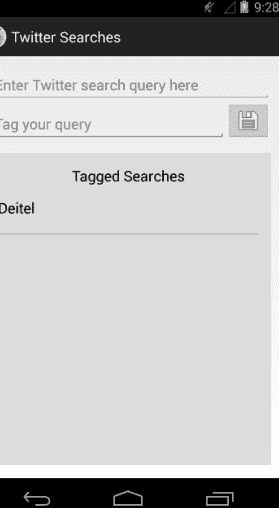 9:28
Twitter Searches
Enter Twitter search query here
Tag your query
Tagged Searches
Deitel